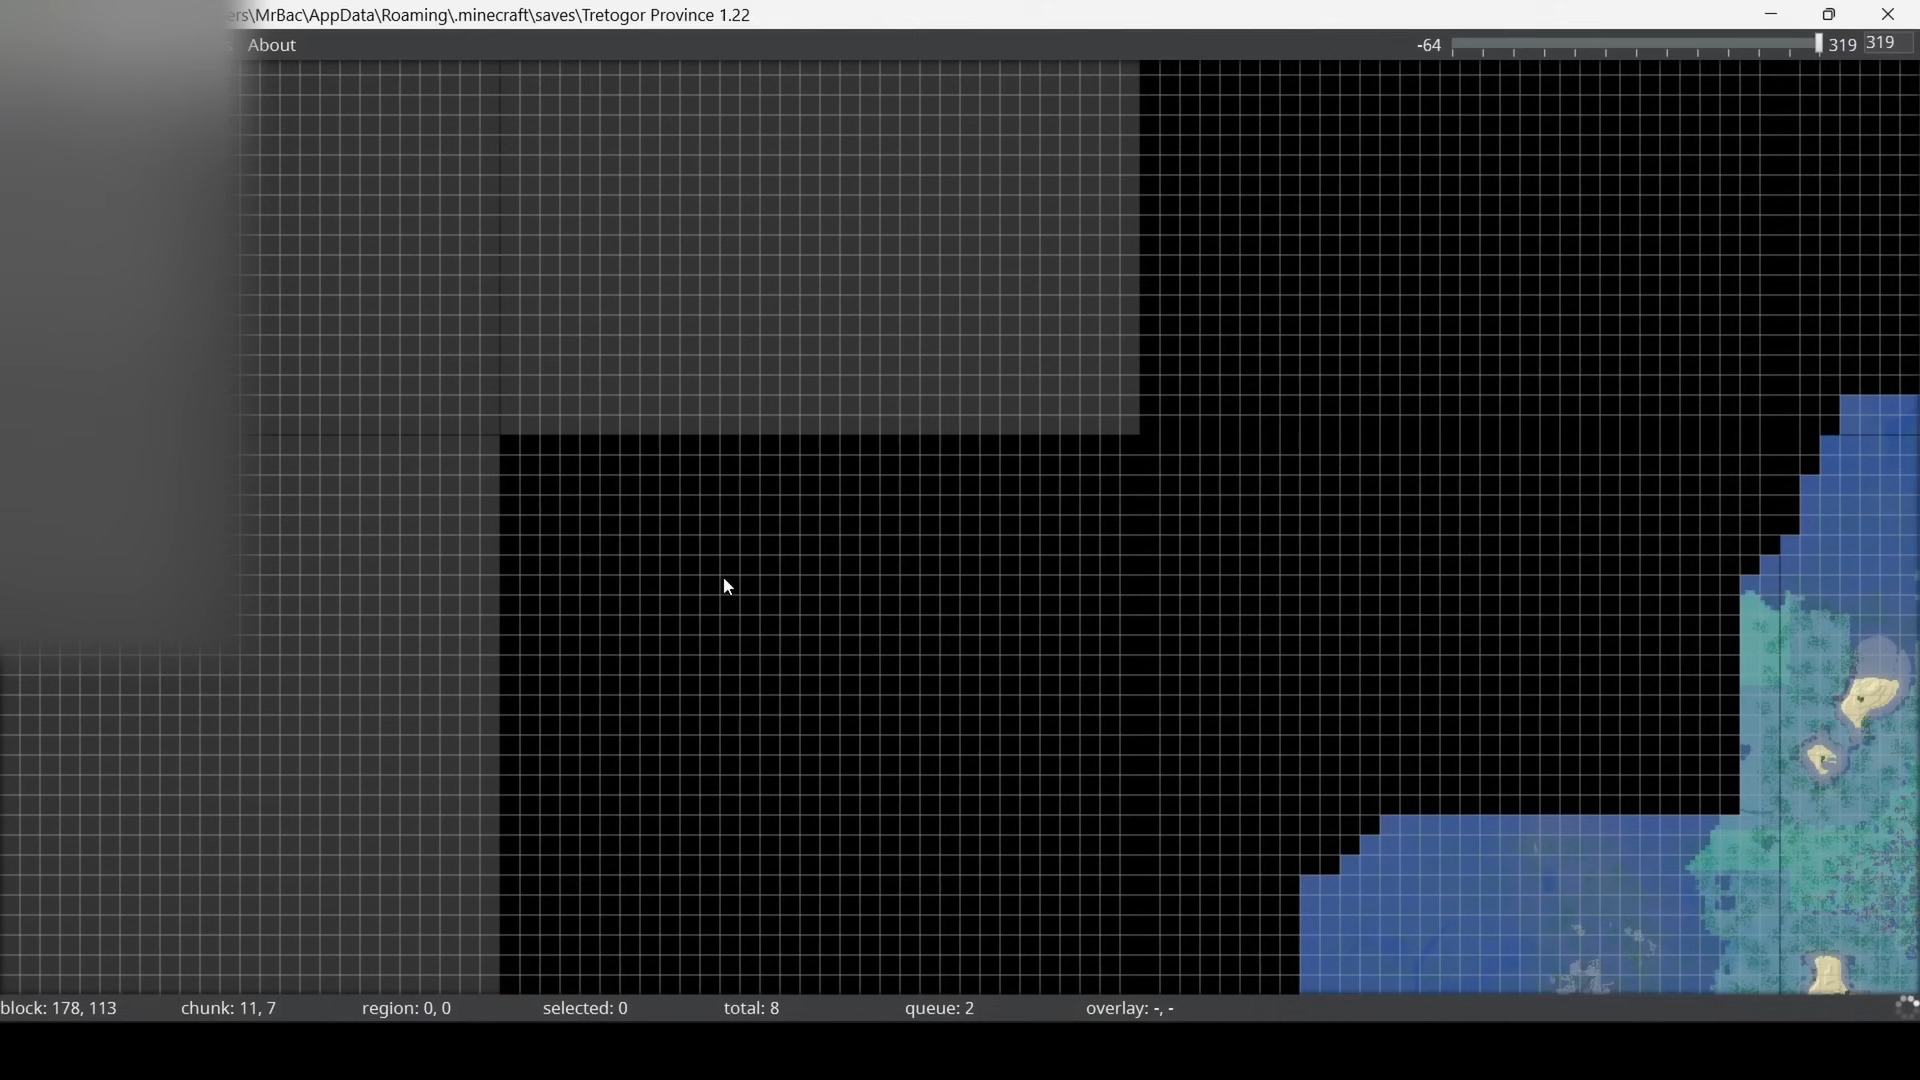 ers\MrBac\AppData\Roaming\.minecraft\saves\Tretogor Province 1.22
About
-64 319 319
block: 178, 113 chunk: 11, 7 region: 0, 0 selected: 0 total: 8 queue: 2 overlay: -, -